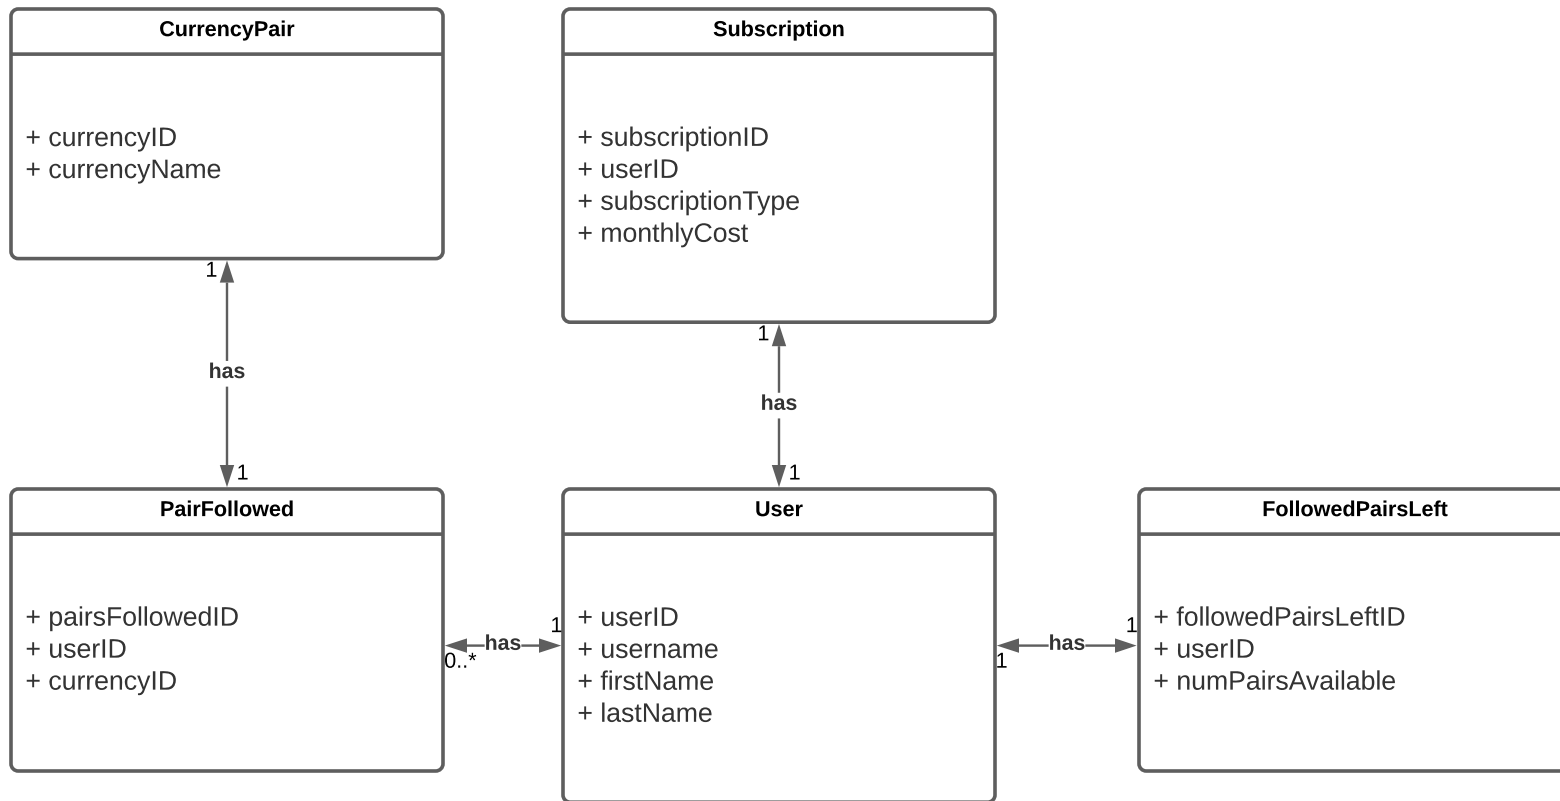 CurrencyPair
+ currencyID
+ currencyName
Subscription
+ subscriptionID
+ userID
+ subscriptionType
+ monthlyCost
1
has
1
1
has
1
PairFollowed
+ pairsFollowedID
+ userID
+ currencyID
0..*
has
1
User
+ userID
+ username
+ firstName
+ lastName
1
has
1
FollowedPairsLeft
+ followedPairsLeftID
+ userID
+ numPairsAvailable